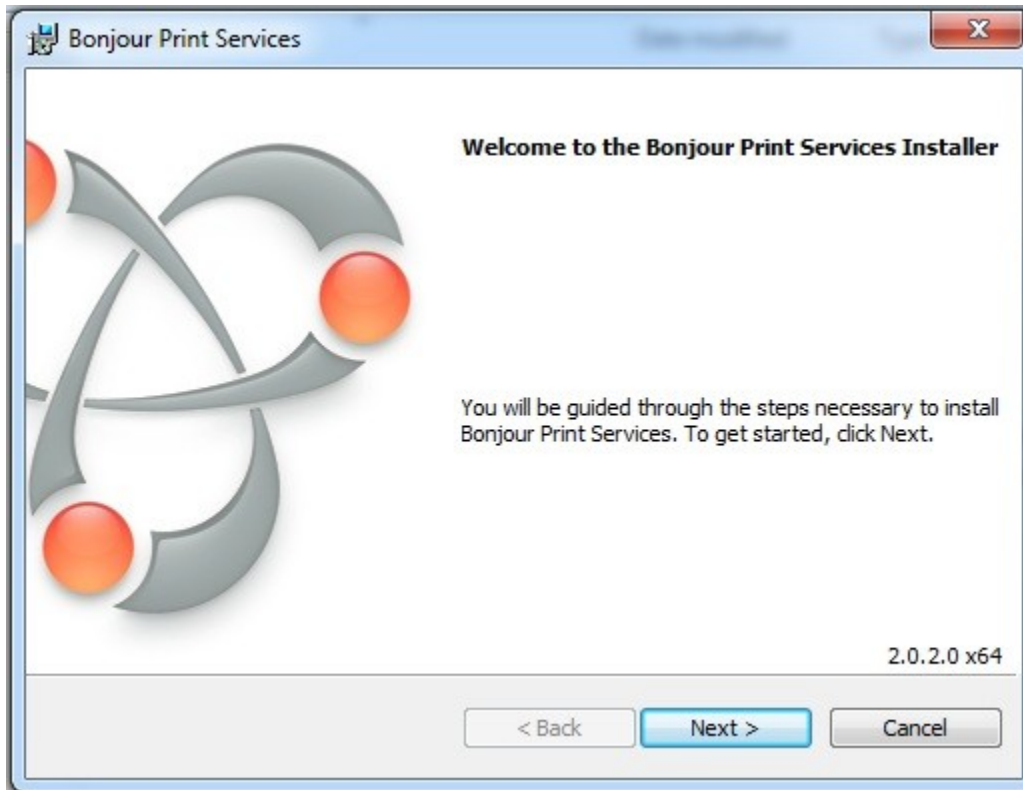 Bonjour Print Services
Welcome to the Bonjour Print Services Installer
You will be guided through the steps necessary to install
Bonjour Print Services. To get started, click Next.
2.0.2.0 x64
< Back Next > Cancel